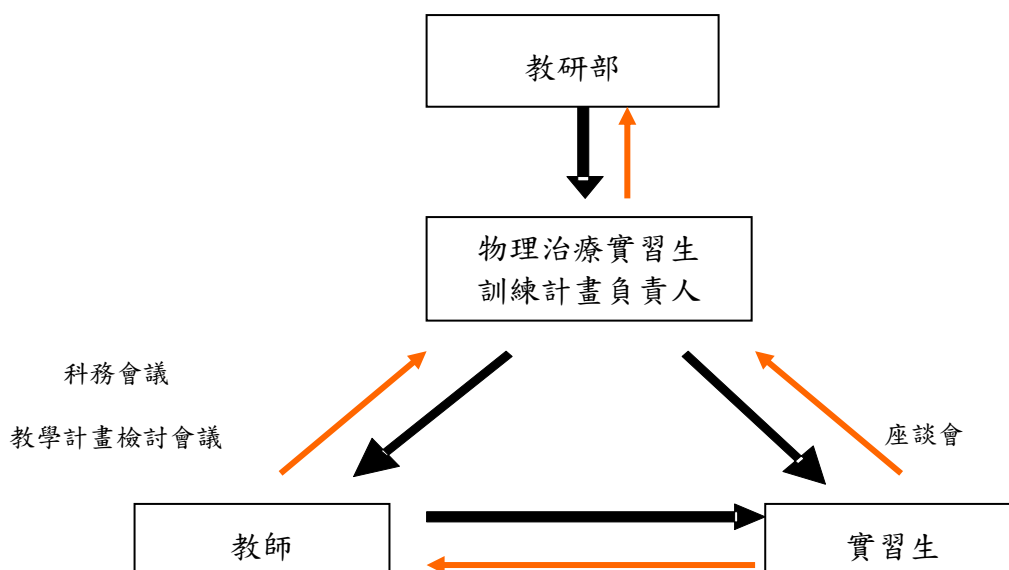 教研部
物理治療實習生
訓練計畫負責人
科務會議
教學計畫檢討會議
座談會
教師
實習生